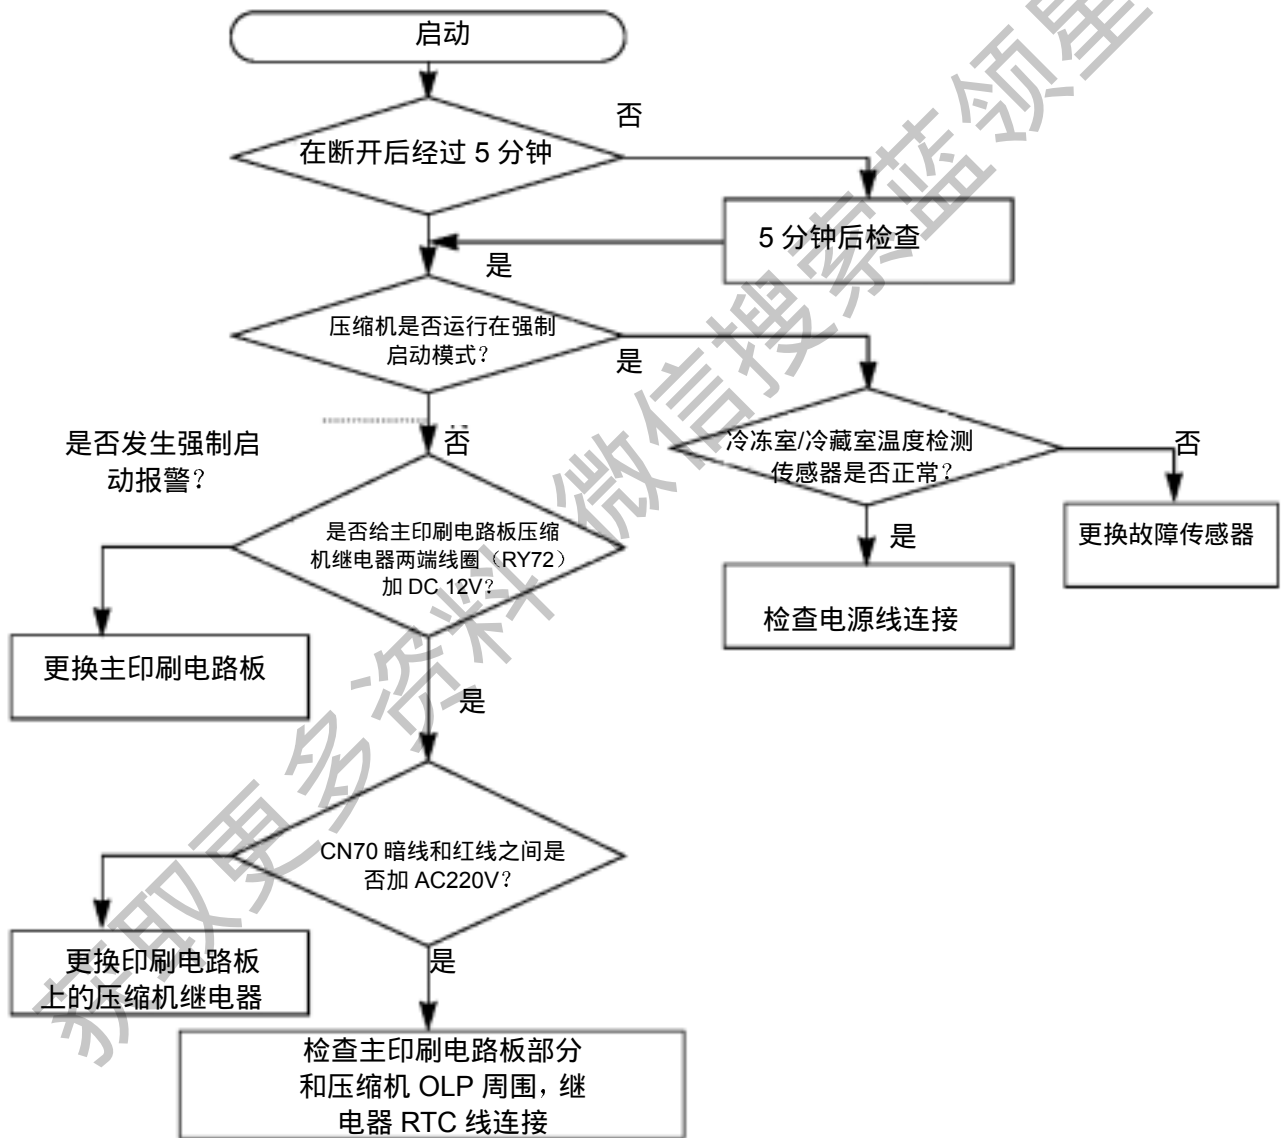 启动
否
在断开后经过 5 分钟
5 分钟后检查
是
压缩机是否运行在强制
启动模式？
是
是否发生强制启
动报警？
否
冷冻室/冷藏室温度检测
传感器是否正常？
否
是否给主印刷电路板压缩
机继电器两端线圈（RY72）
加 DC 12V？
是
更换故障传感器
检查电源线连接
更换主印刷电路板
是
CN70 暗线和红线之间是
否加 AC220V？
更换印刷电路板
上的压缩机继电器
是
检查主印刷电路板部分
和压缩机 OLP 周围，继
电器 RTC 线连接
获取更多资料 微信搜索蓝领星